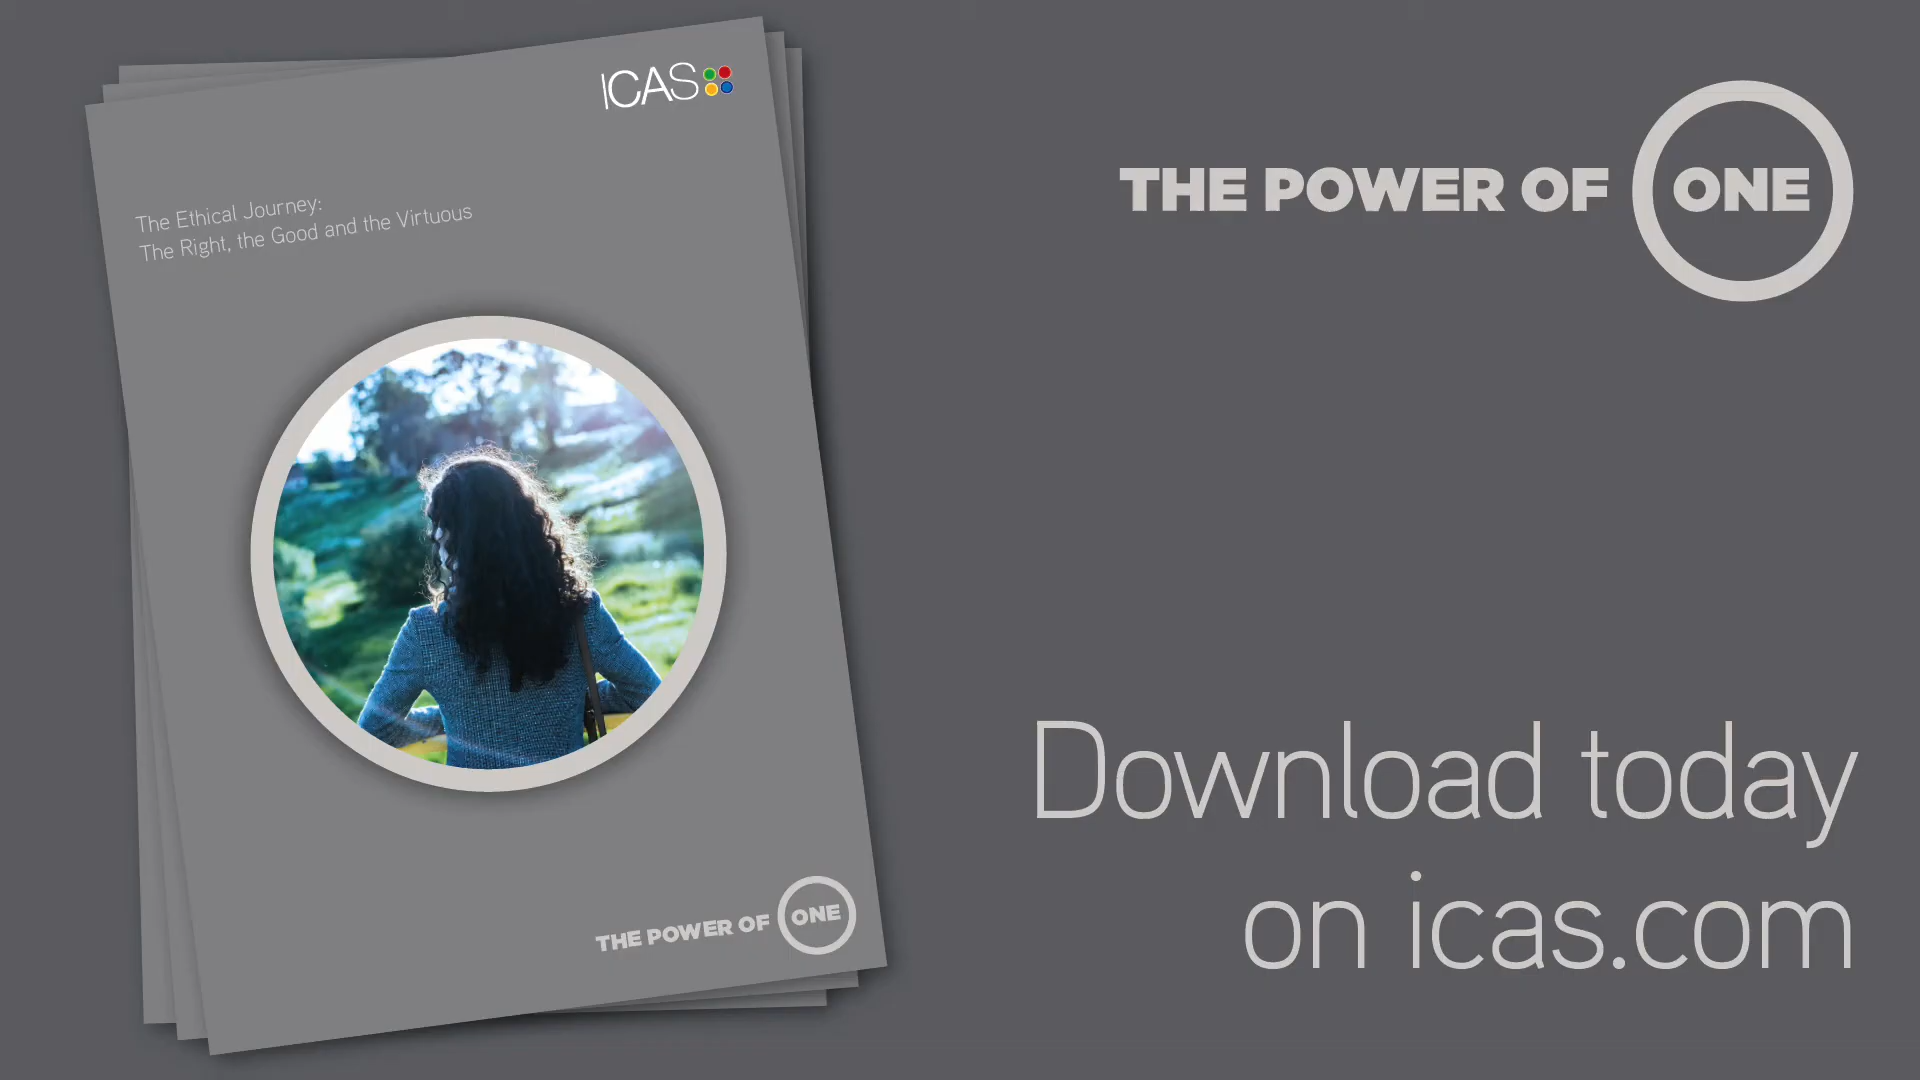 ICAS
The Ethical Journey:
The Right, the Good and the Virtuous
THE POWER OF ONE
THE POWER OF ONE
Download today
on icas.com